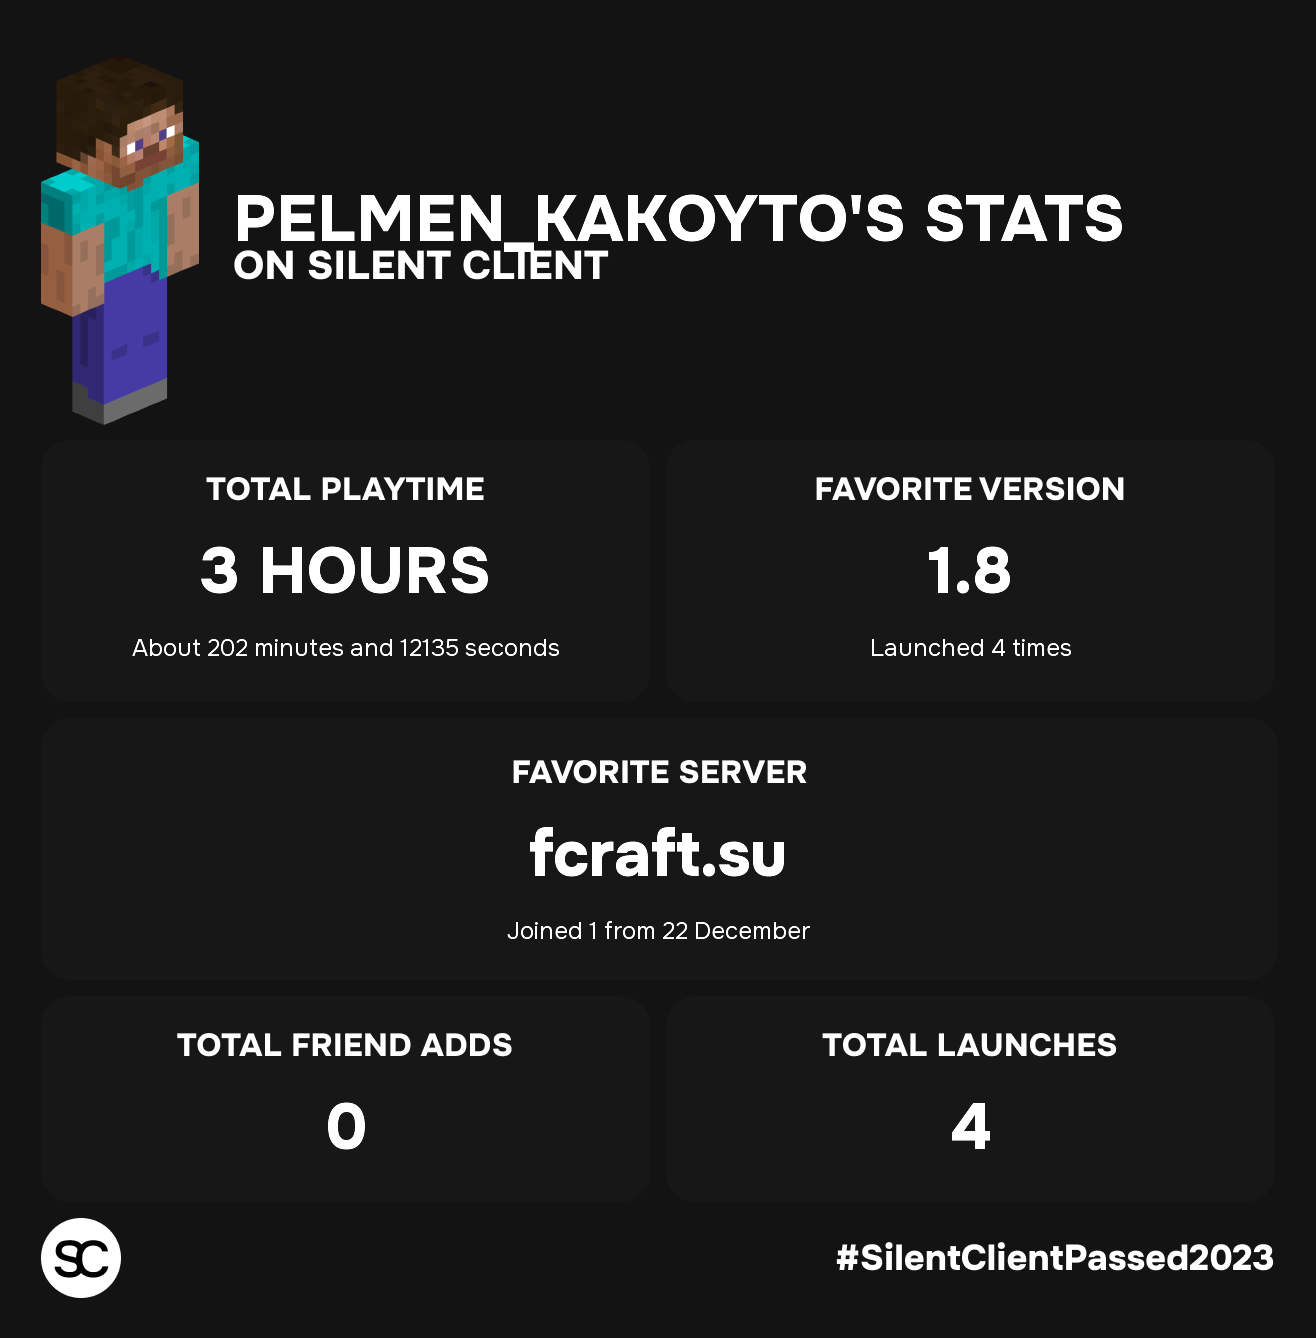 PELMEN_KAKOYTO'S STATS
ON SILENT CLIENT
TOTAL PLAYTIME
3 HOURS
About 202 minutes and 12135 seconds
FAVORITE VERSION
1.8
Launched 4 times
FAVORITE SERVER
fcraft.su
Joined 1 from 22 December
TOTAL FRIEND ADDS
0
TOTAL LAUNCHES
4
SC
#SilentClientPassed2023